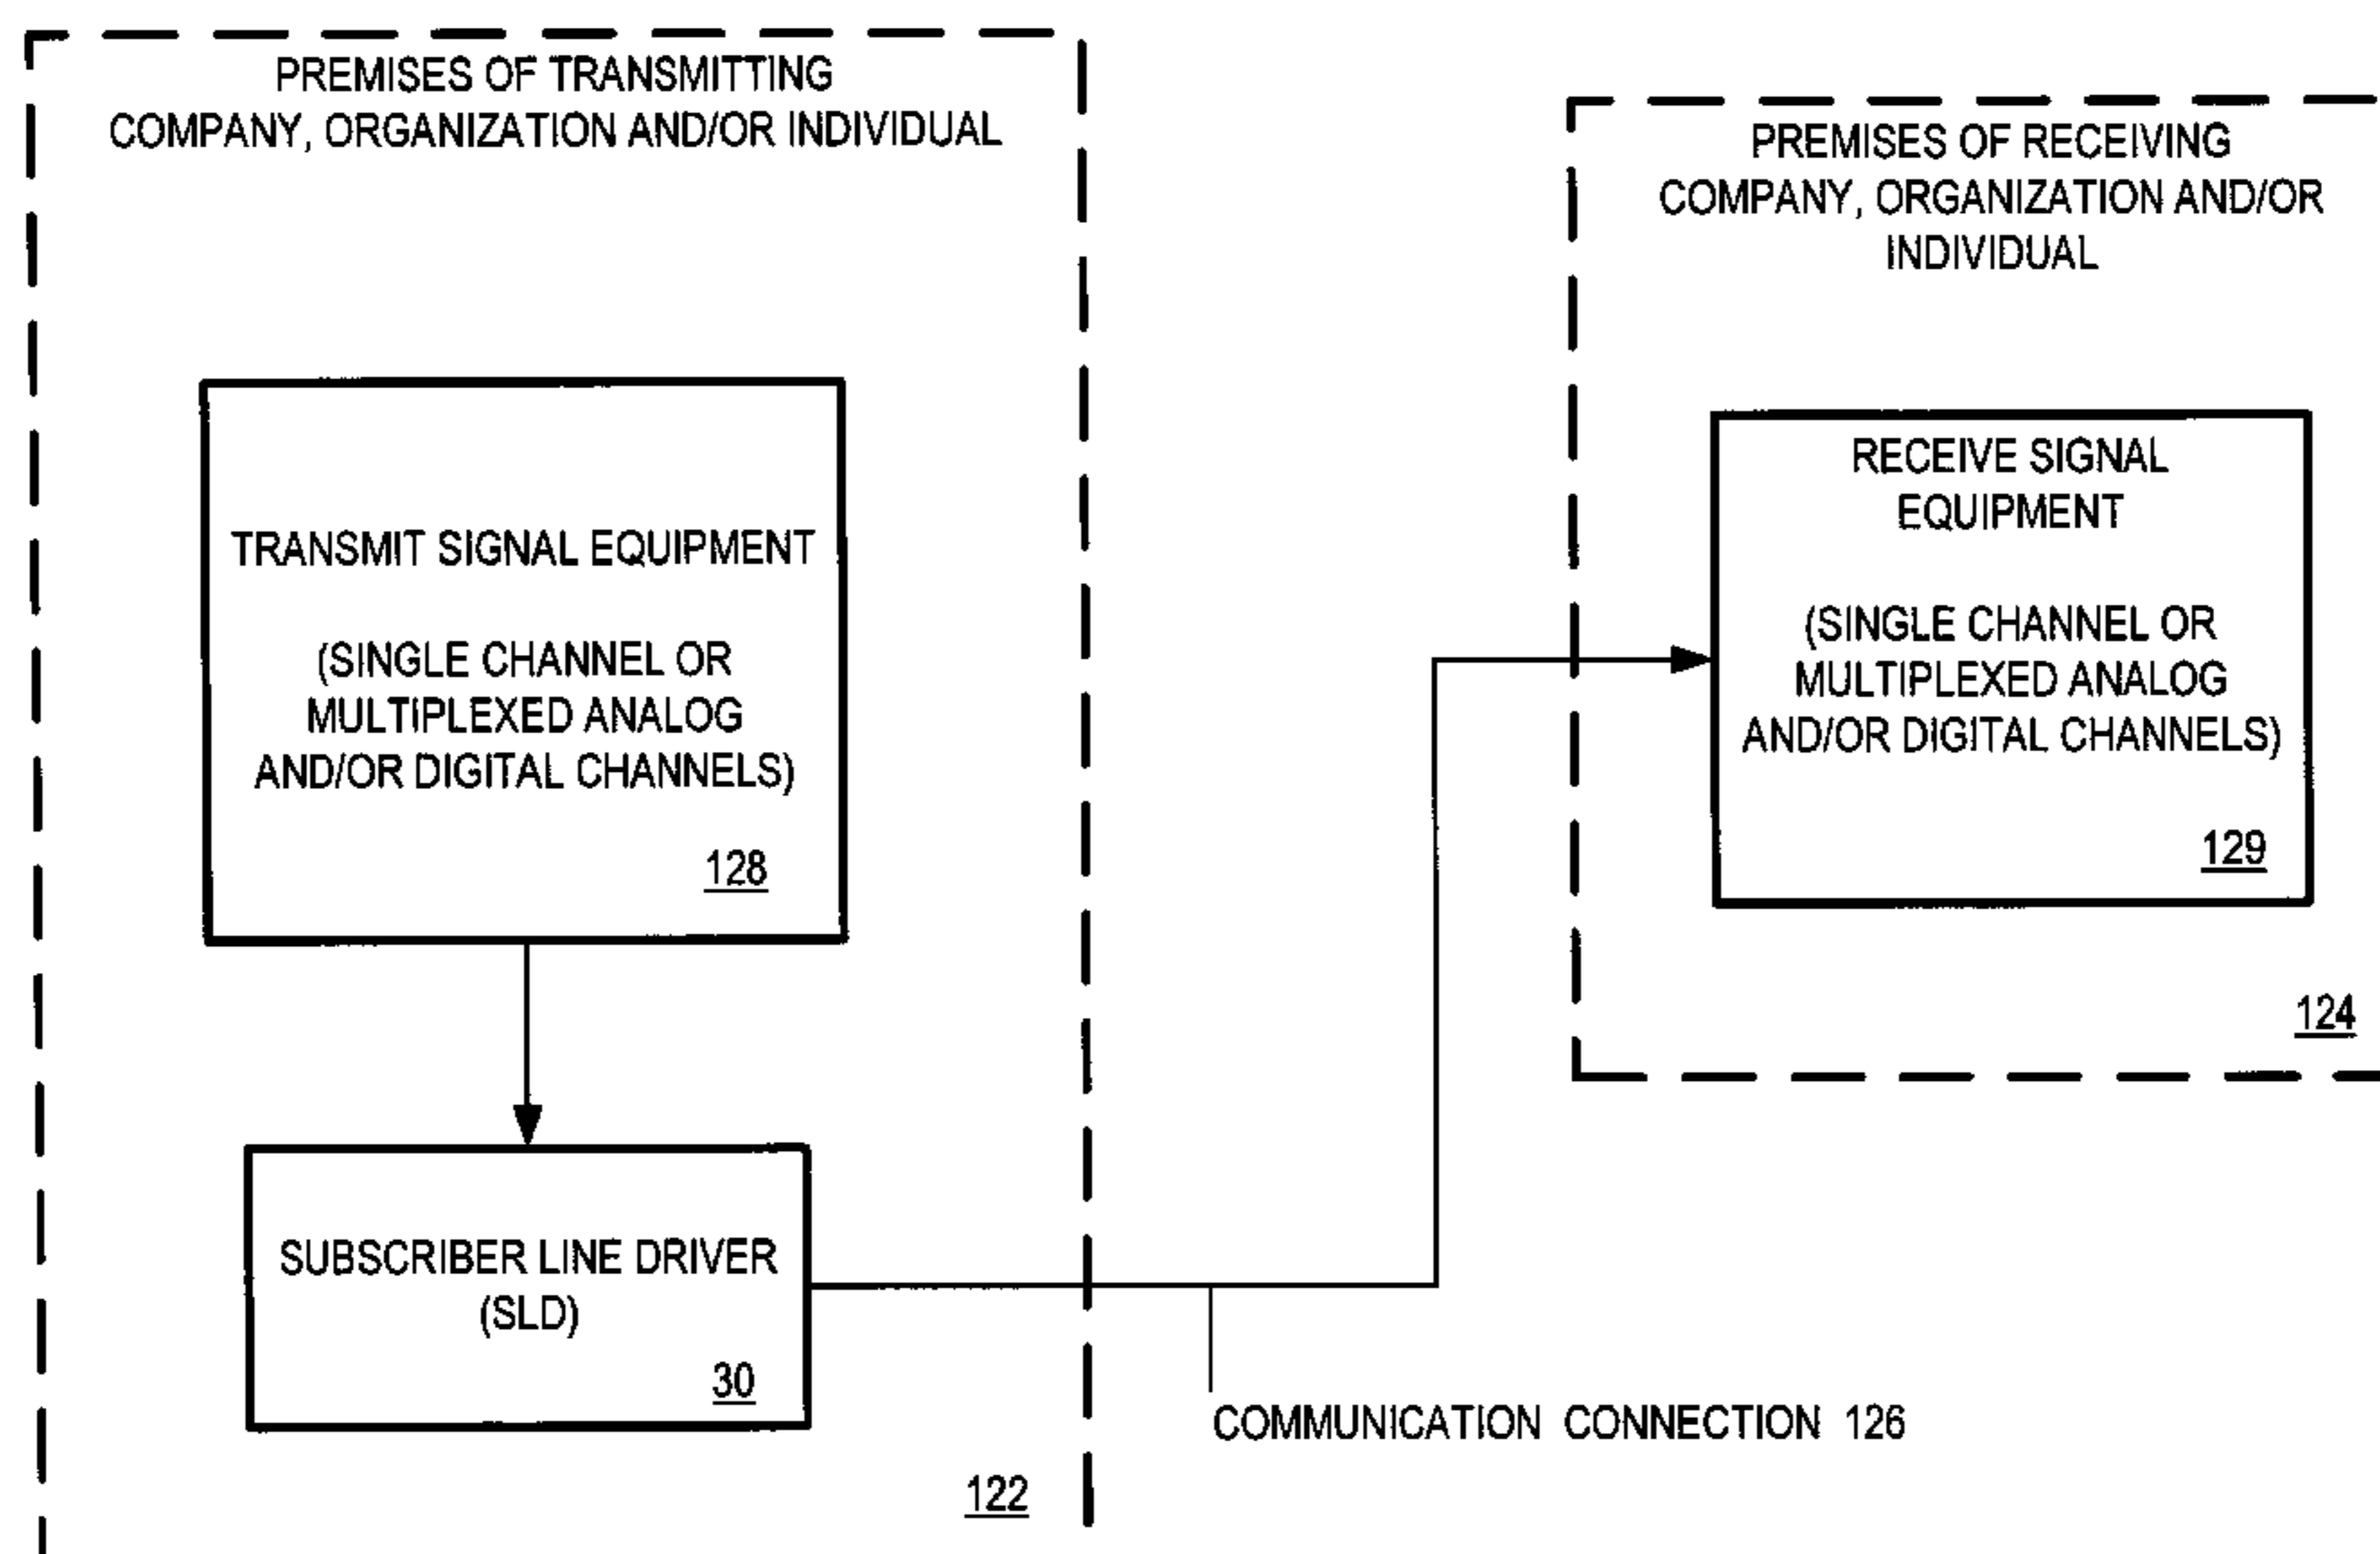 PREMISES OF TRANSMITTING
COMPANY, ORGANIZATION AND/OR INDIVIDUAL
TRANSMIT SIGNAL EQUIPMENT
(SINGLE CHANNEL OR
MULTIPLEXED ANALOG
AND/OR DIGITAL CHANNELS)
128
SUBSCRIBER LINE DRIVER
(SLD)
30
122
COMMUNICATION CONNECTION 126
PREMISES OF RECEIVING
COMPANY, ORGANIZATION AND/OR
INDIVIDUAL
RECEIVE SIGNAL
EQUIPMENT
(SINGLE CHANNEL OR
MULTIPLEXED ANALOG
AND/OR DIGITAL CHANNELS)
129
124